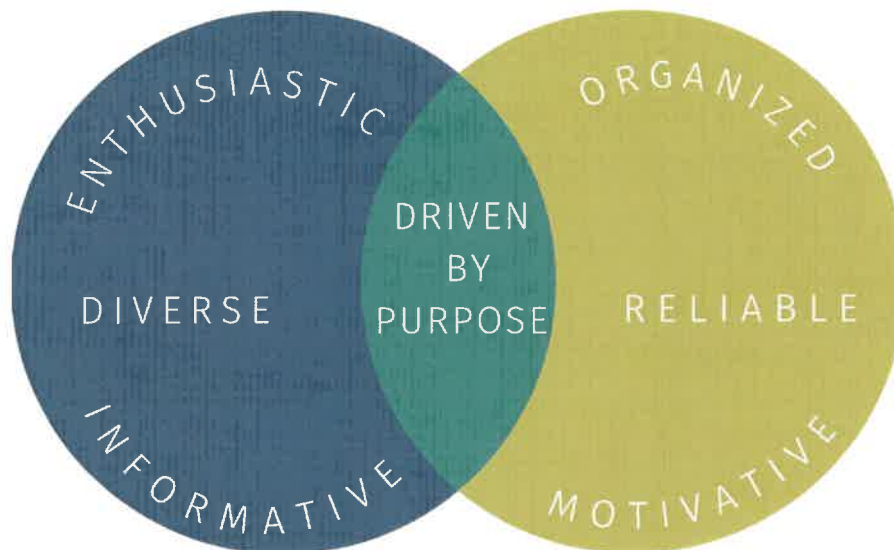 ENTHUSIASTIC
DIVERSE
INFORMATIVE
DRIVEN
BY
PURPOSE
ORGANIZED
RELIABLE
MOTIVATIVE